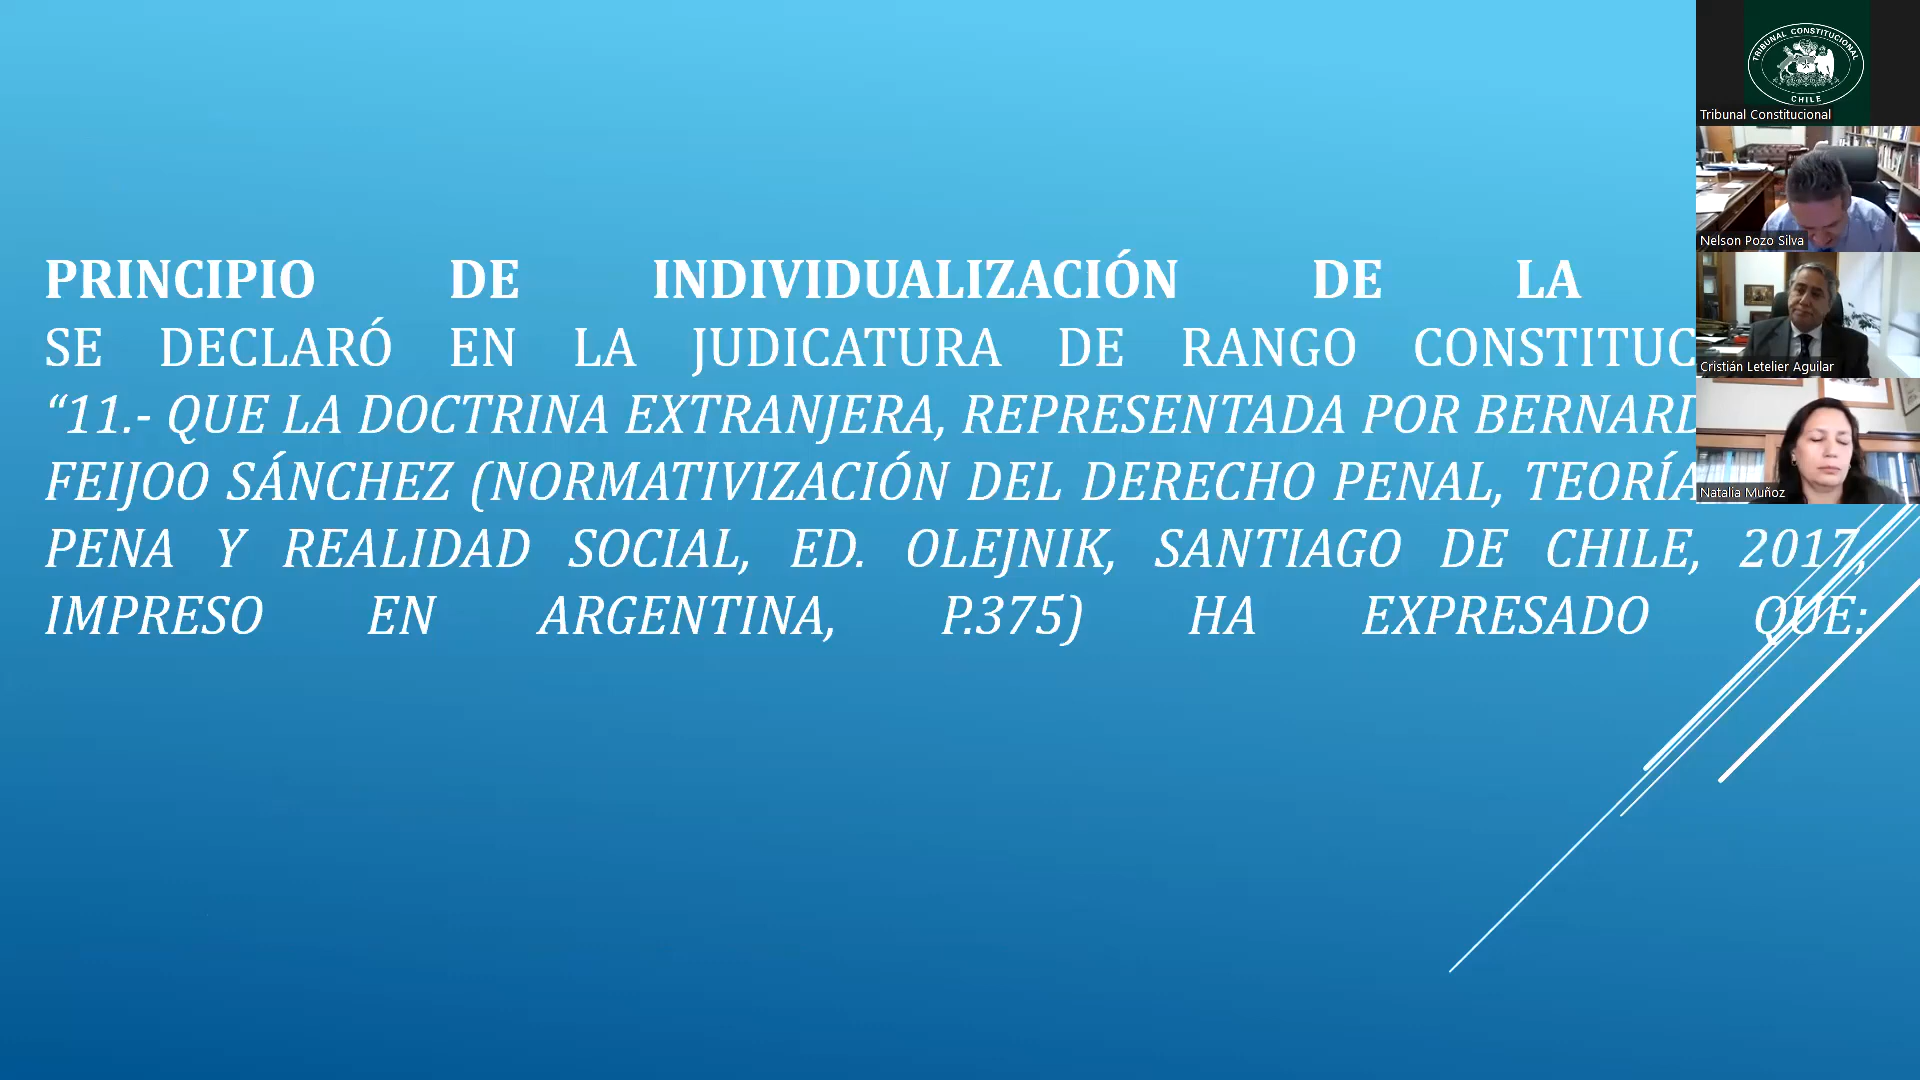 PRINCIPIO DE INDIVIDUALIZACIÓN DE LA
SE DECLARÓ EN LA JUDICATURA DE RANGO CONSTITUC
“11.- QUE LA DOCTRINA EXTRANJERA, REPRESENTADA POR BERNARD
FEIJOO SÁNCHEZ (NORMATIVIZACIÓN DEL DERECHO PENAL, TEORÍA
PENA Y REALIDAD SOCIAL, ED. OLEJNIK, SANTIAGO DE CHILE, 2017,
IMPRESO EN ARGENTINA, P.375) HA EXPRESADO QUE:
TRIBUNAL CONSTITUCIONAL
CHILE
Tribunal Constitucional
Nelson Pozo Silva
Cristián Letelier Aguilar
Natalia Muñoz